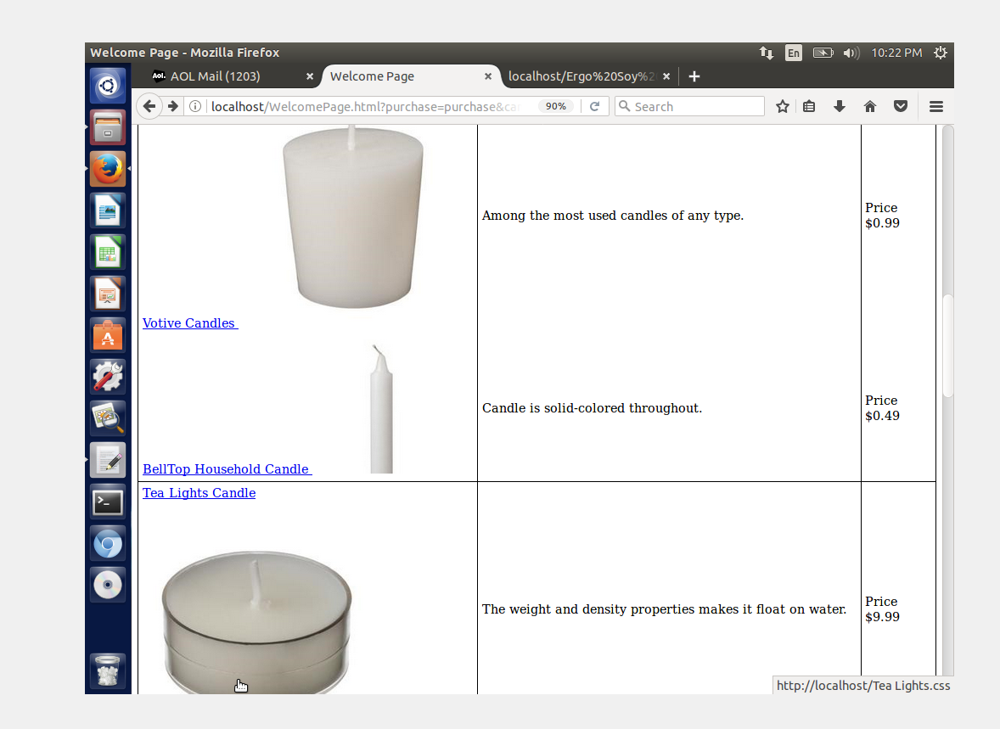 Welcome Page - Mozilla Firefox
En
10:22 PM
Aol. AOL Mail (1203)
Welcome Page
localhost/Ergo%20Soy%2
localhost/WelcomePage.html?purchase=purchase&car
90%
Search
Among the most used candles of any type.
Price
$0.99
Votive Candles
Candle is solid-colored throughout.
Price
$0.49
BellTop Household Candle
Tea Lights Candle
The weight and density properties makes it float on water.
Price
$9.99
http://localhost/Tea Lights.css